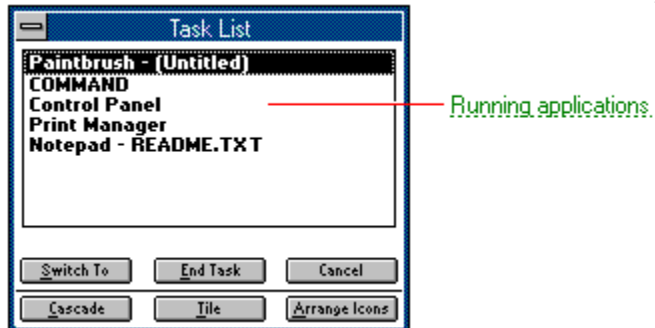 Task List
Paintbrush - (Untitled)
COMMAND
Control Panel
Print Manager
Notepad - README.TXT
Running applications
Switch To
End Task
Cancel
Cascade
Tile
Arrange Icons